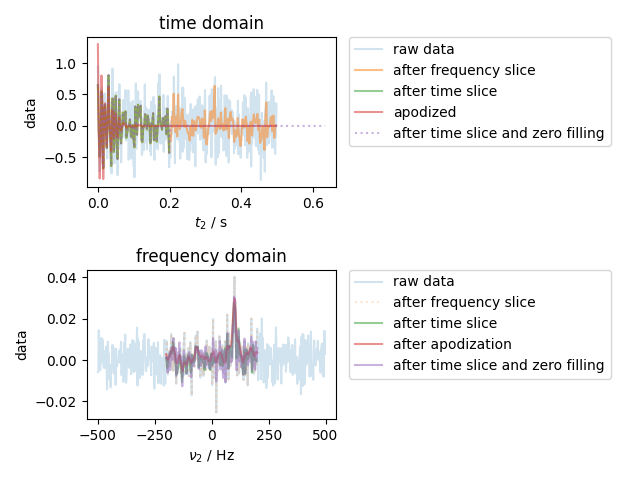 time domain
1.0
0.5
0.0
−0.5
data
0.0 0.2 0.4 0.6
t₂ / s
raw data
after frequency slice
after time slice
apodized
after time slice and zero filling
frequency domain
0.04
0.02
0.00
−0.02
data
−500 −250 0 250 500
ν₂ / Hz
raw data
after frequency slice
after time slice
after apodization
after time slice and zero filling